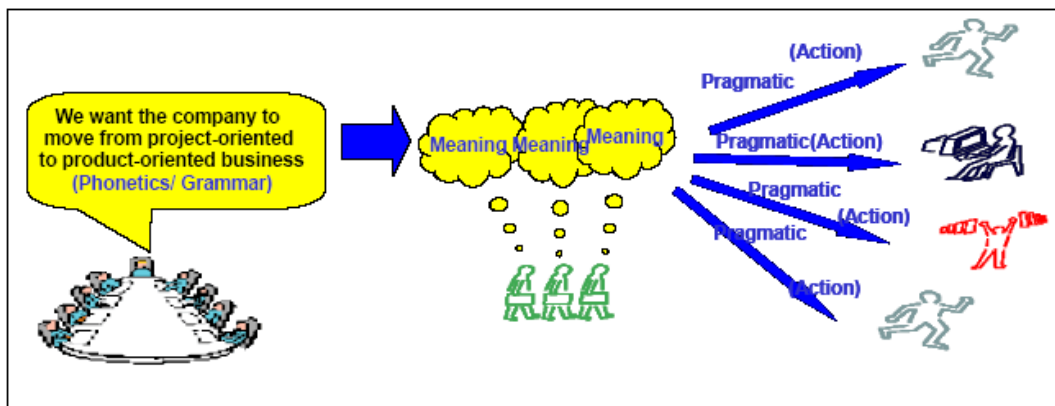 We want the company to
move from project-oriented
to product-oriented business
(Phonetics/ Grammar)
Meaning
Meaning
Meaning
Pragmatic
(Action)
Pragmatic(Action)
Pragmatic
(Action)
Pragmatic
(Action)